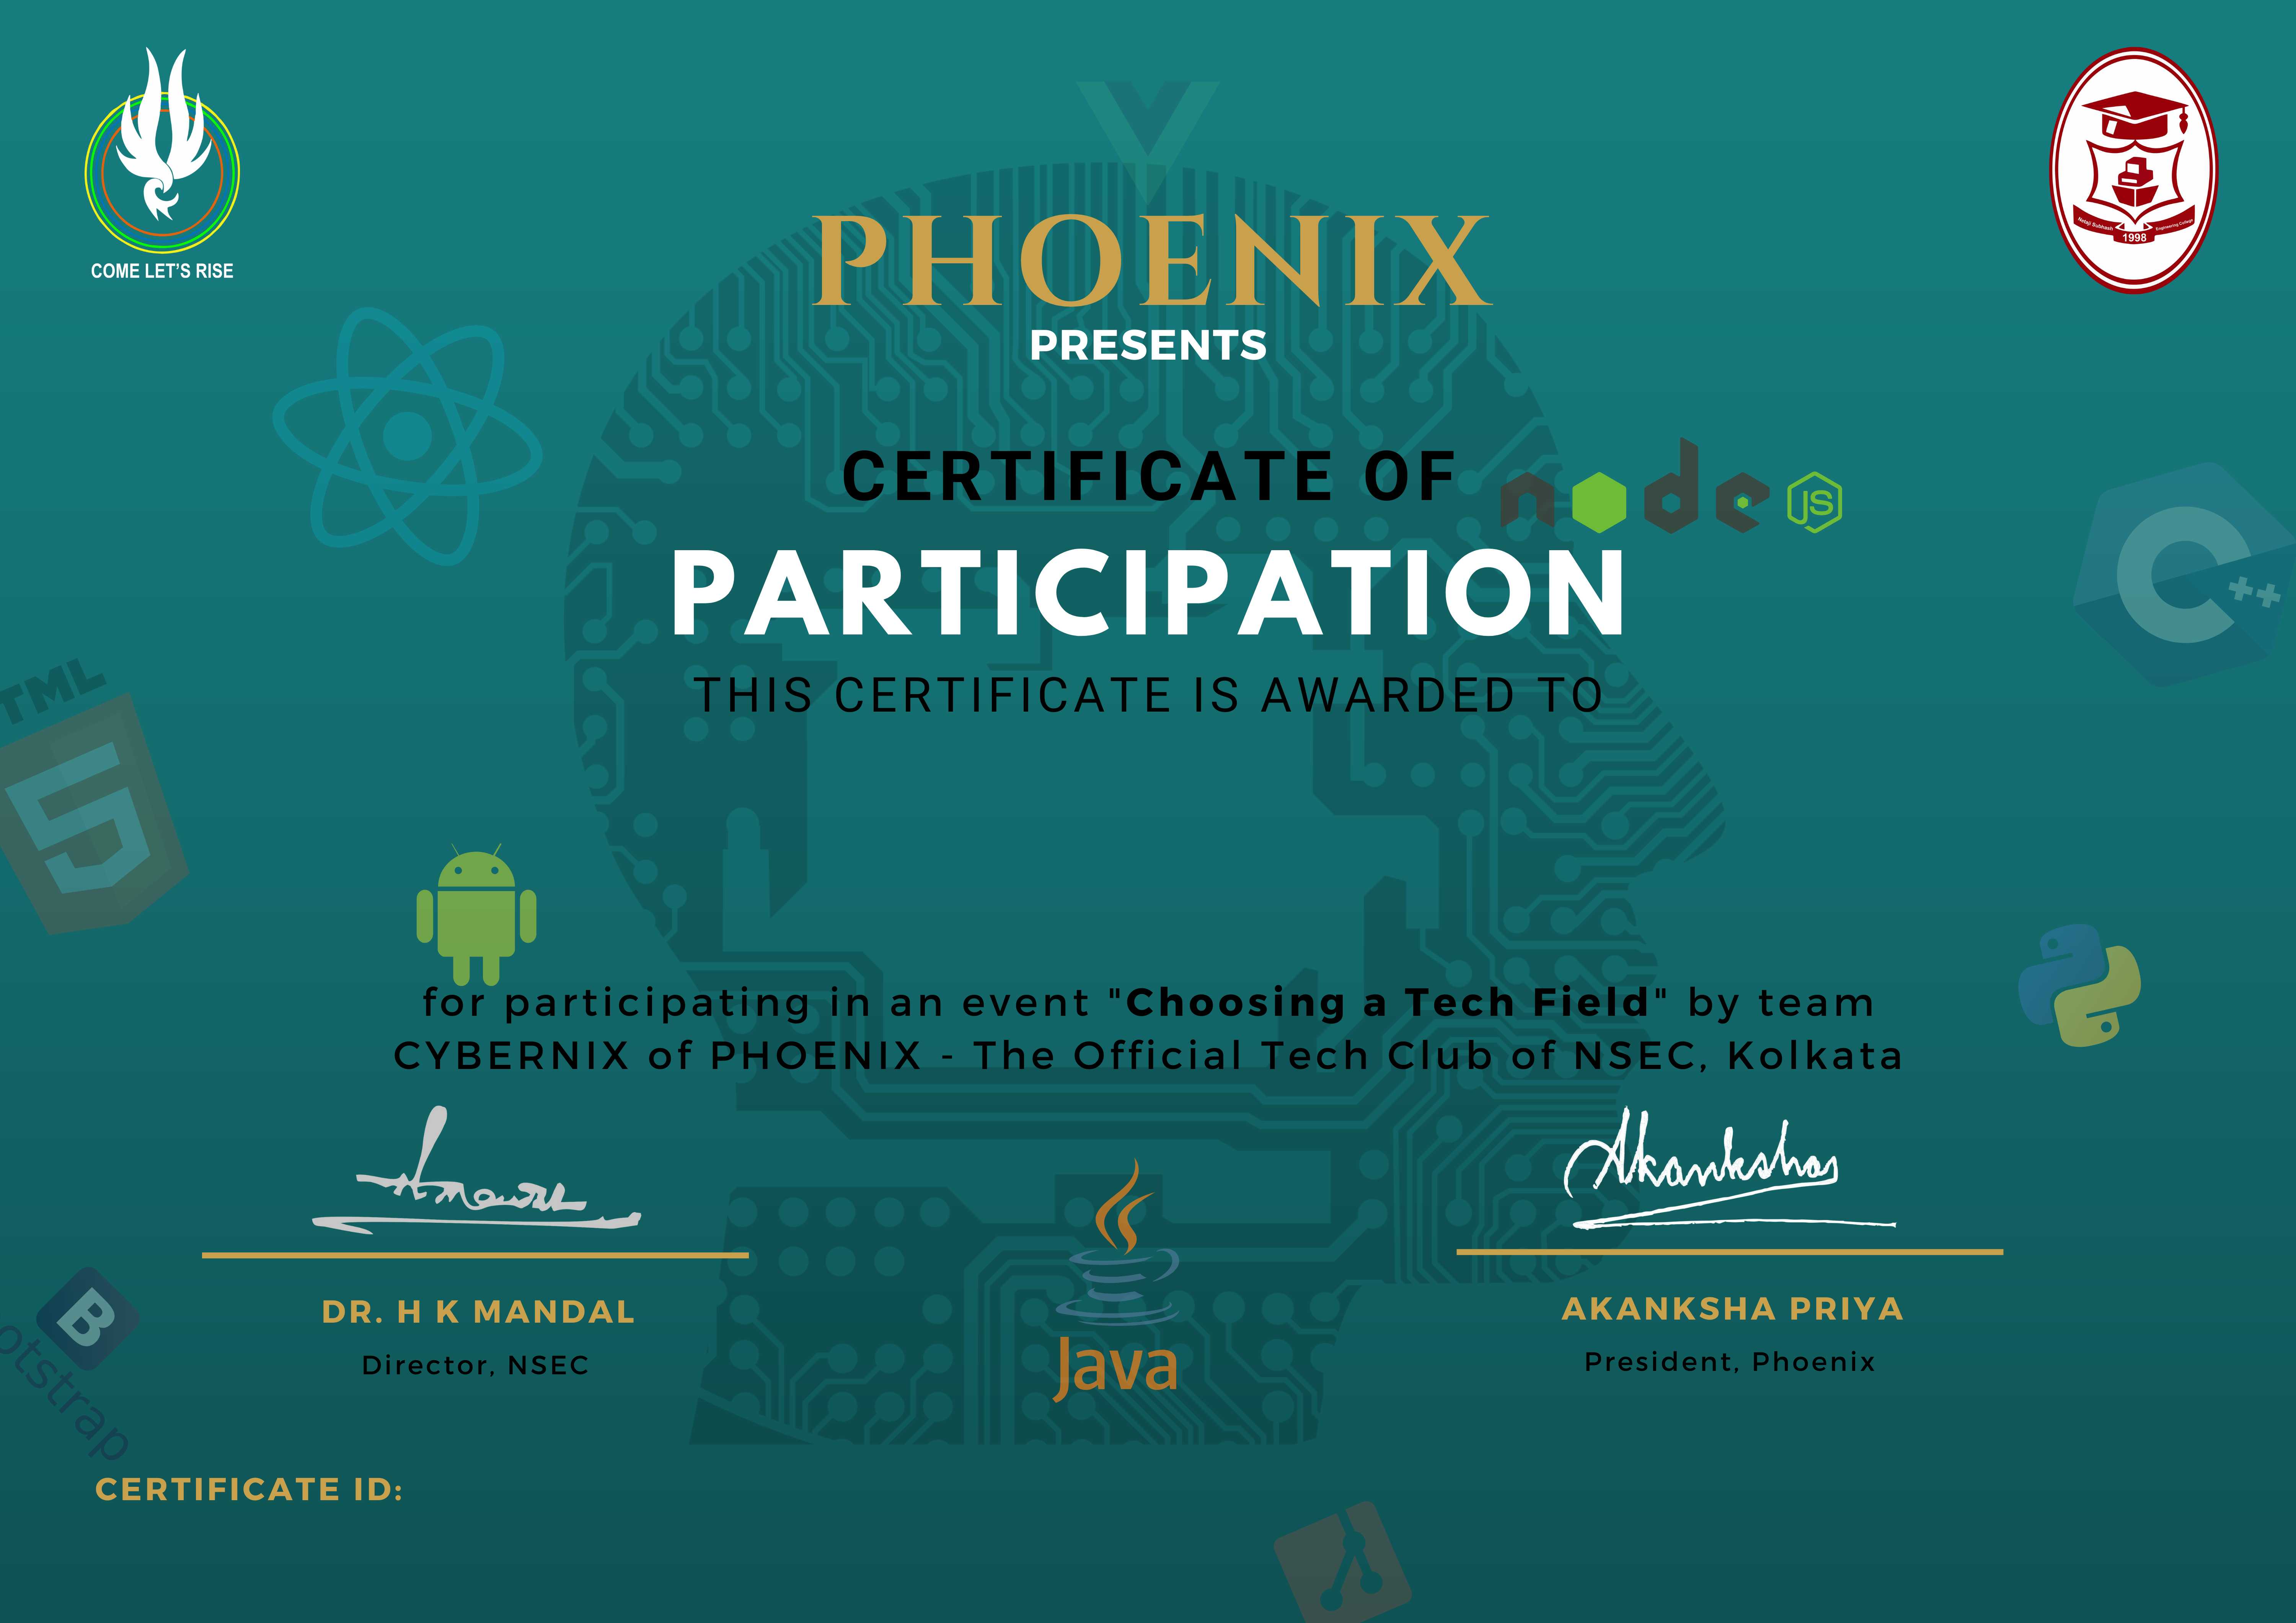 COME LET'S RISE
Netaji Subhash Engineering College
1998
PHOENIX
PRESENTS
CERTIFICATE OF
node
JS
PARTICIPATION
THIS CERTIFICATE IS AWARDED TO
C++
TML
5
for participating in an event "Choosing a Tech Field" by team
CYBERNIX of PHOENIX - The Official Tech Club of NSEC, Kolkata
Akanksha
DR. H K MANDAL
Director, NSEC
Java
AKANKSHA PRIYA
President, Phoenix
B
otstrap
CERTIFICATE ID: